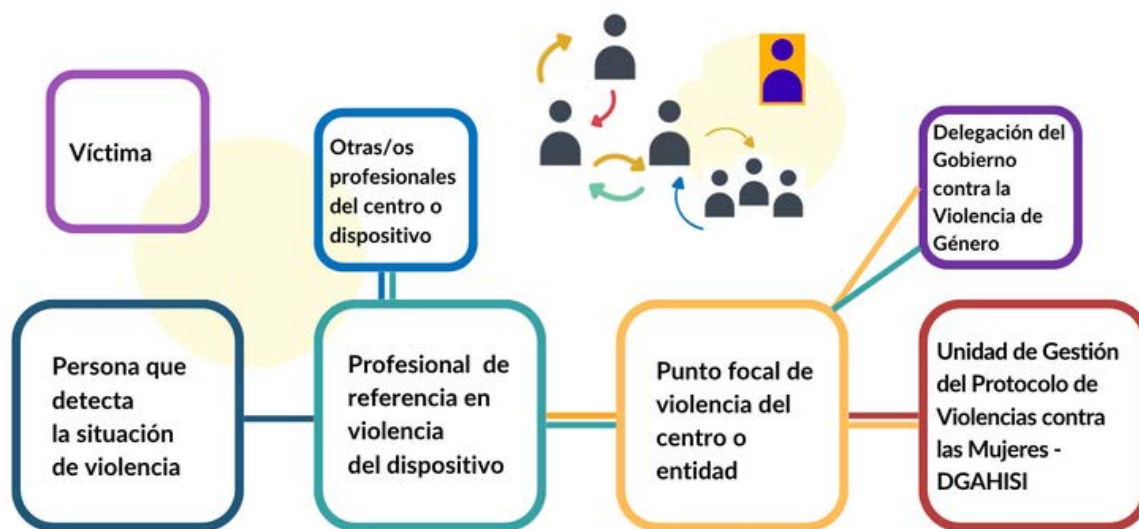 Víctima
Otras/os
profesionales
del centro o
dispositivo
Delegación del
Gobierno
contra la
Violencia de
Género
Persona que
detecta
la situación
de violencia
Profesional de
referencia en
violencia
del dispositivo
Punto focal de
violencia del
centro o
entidad
Unidad de Gestión
del Protocolo de
Violencias contra
las Mujeres -
DGAHISI